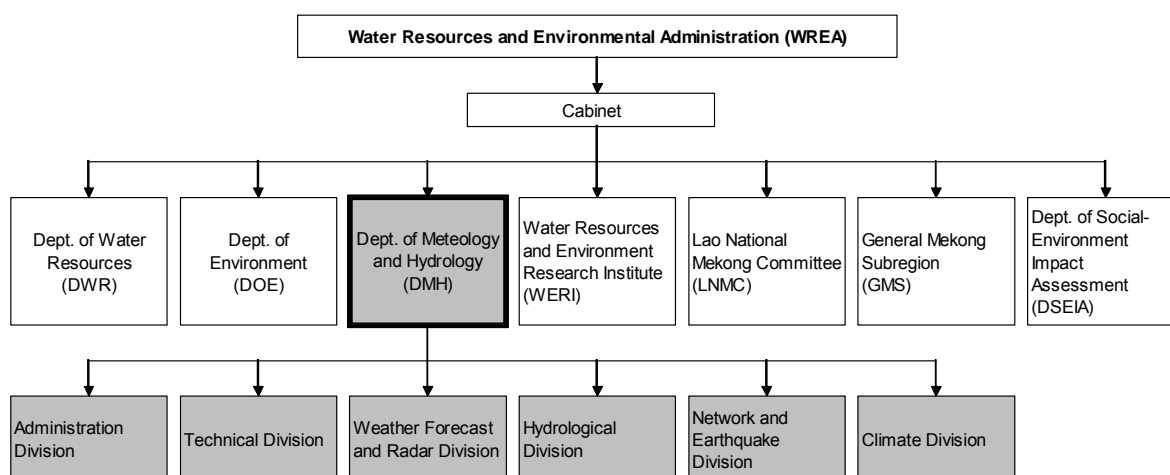 Water Resources and Environmental Administration (WREA)
Cabinet
Dept. of Water
Resources
(DWR)
Dept. of
Environment
(DOE)
Dept. of Meteology
and Hydrology
(DMH)
Water Resources
and Environment
Research Institute
(WERI)
Lao National
Mekong Committee
(LNMC)
General Mekong
Subregion
(GMS)
Dept. of Social-
Environment
Impact
Assessment
(DSEIA)
Administration
Division
Technical Division
Weather Forecast
and Radar Division
Hydrological
Division
Network and
Earthquake
Division
Climate Division